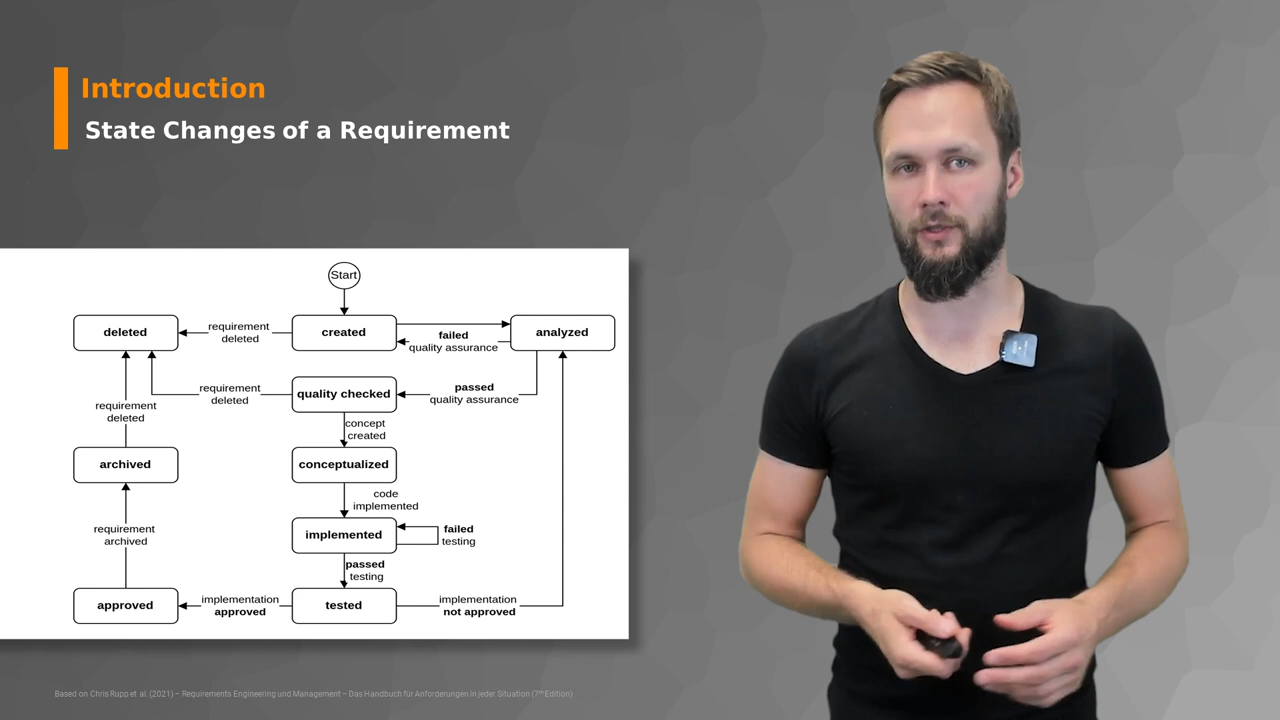 Introduction
State Changes of a Requirement
Start
deleted
requirement
deleted
created
failed
quality assurance
analyzed
requirement
deleted
requirement
deleted
quality checked
passed
quality assurance
concept
created
archived
conceptualized
code
implemented
requirement
archived
implemented
failed
testing
passed
testing
approved
implementation
approved
tested
implementation
not approved
Based on Chris Rupp et al. (2021) – Requirements Engineering und Management – Das Handbuch für Anforderungen in jeder Situation (7th Edition)